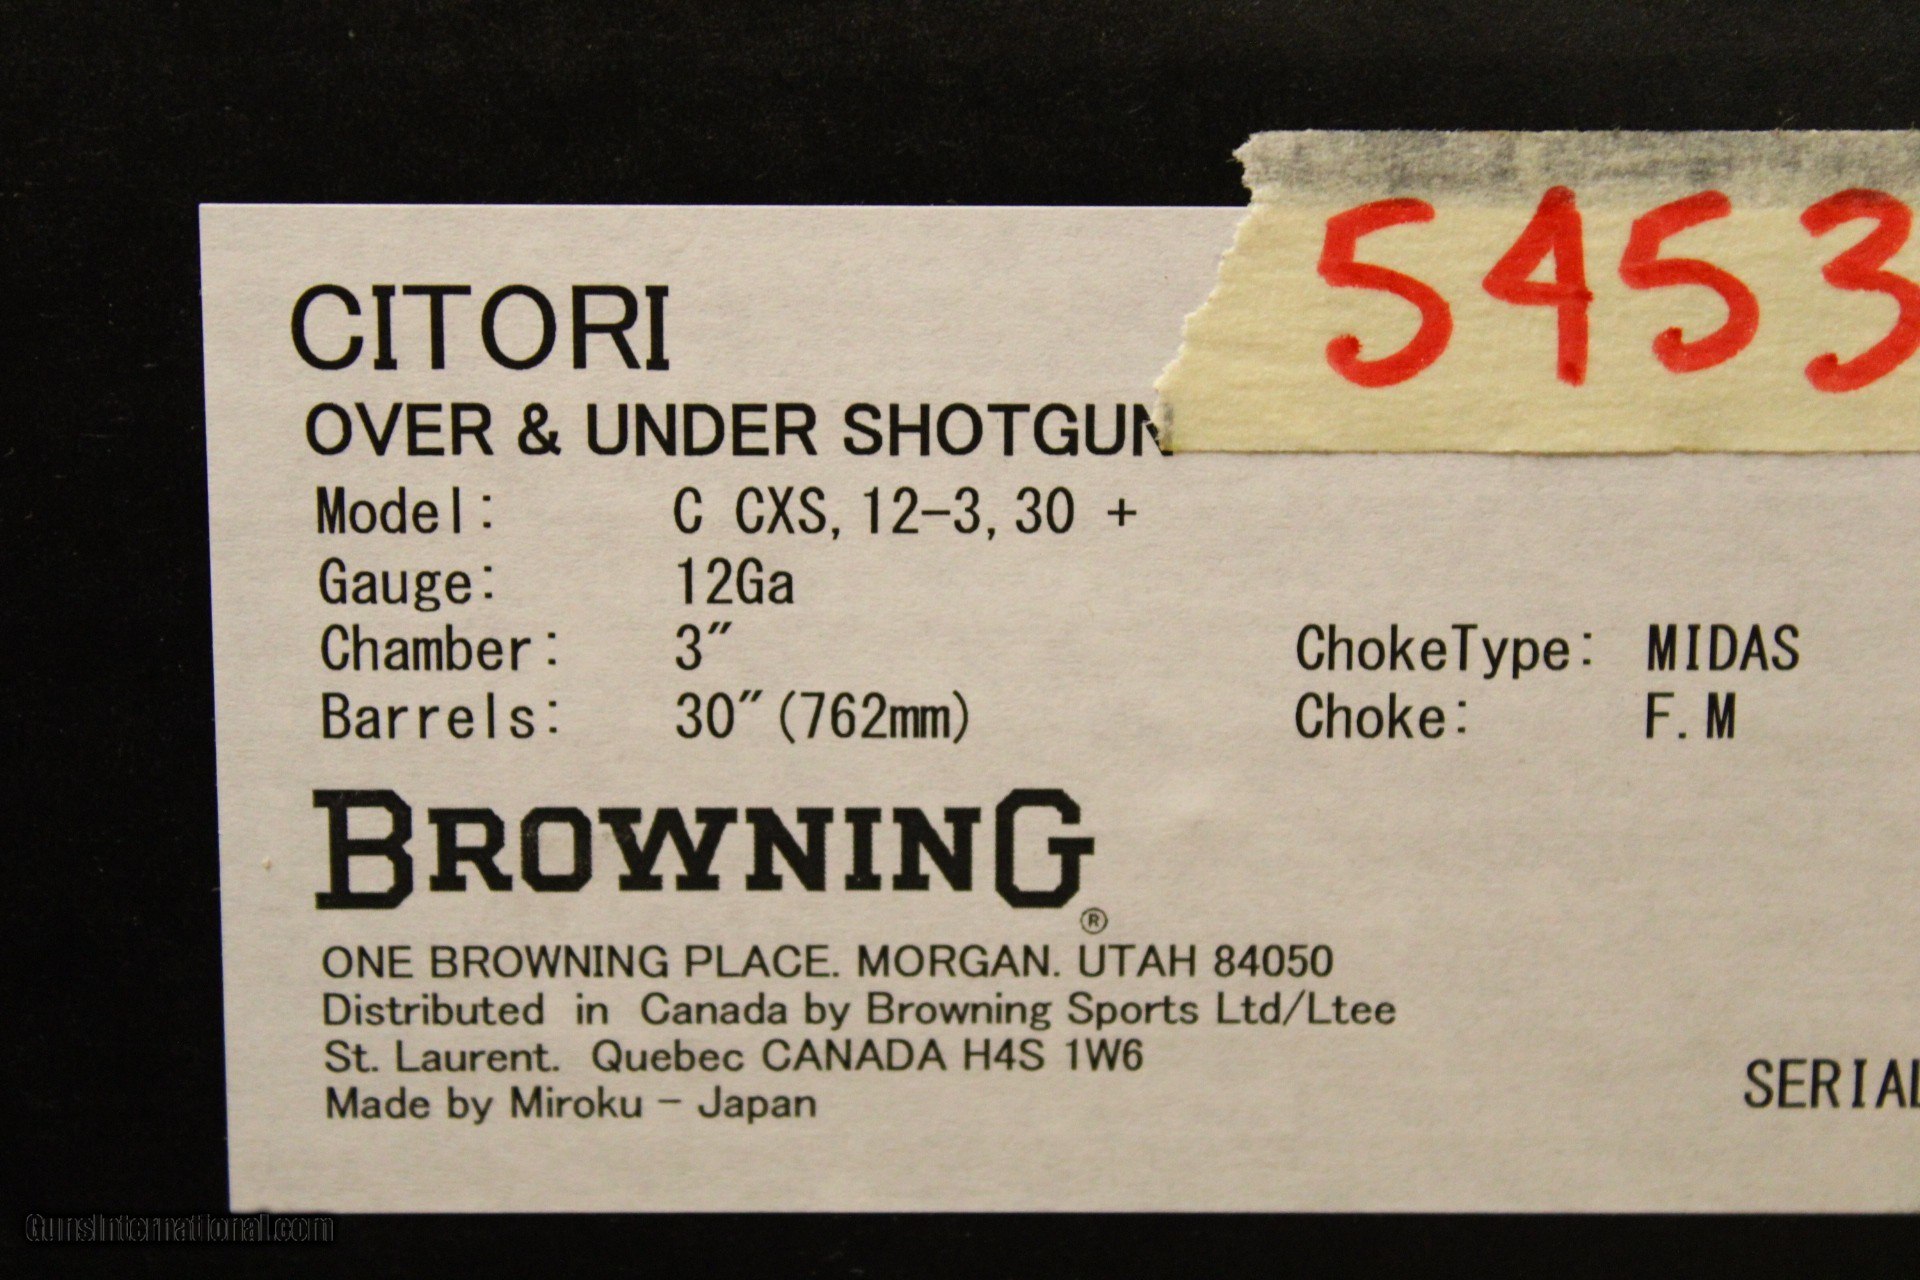 5453
CITORI
OVER & UNDER SHOTGUN
Model: C CXS, 12-3, 30 +
Gauge: 12Ga
Chamber: 3" ChokeType: MIDAS
Barrels: 30"(762mm) Choke: F.M
BROWNING®
ONE BROWNING PLACE. MORGAN. UTAH 84050
Distributed in Canada by Browning Sports Ltd/Ltee
St. Laurent. Quebec CANADA H4S 1W6
SERIAL
Made by Miroku - Japan
GunsInternational.com